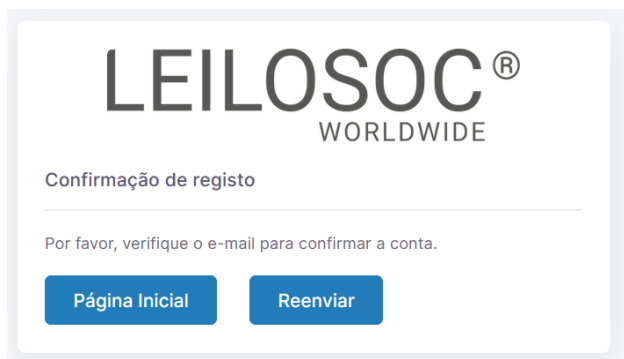 LEILOSOC®
WORLDWIDE
Confirmação de registo
Por favor, verifique o e-mail para confirmar a conta.
Página Inicial
Reenviar